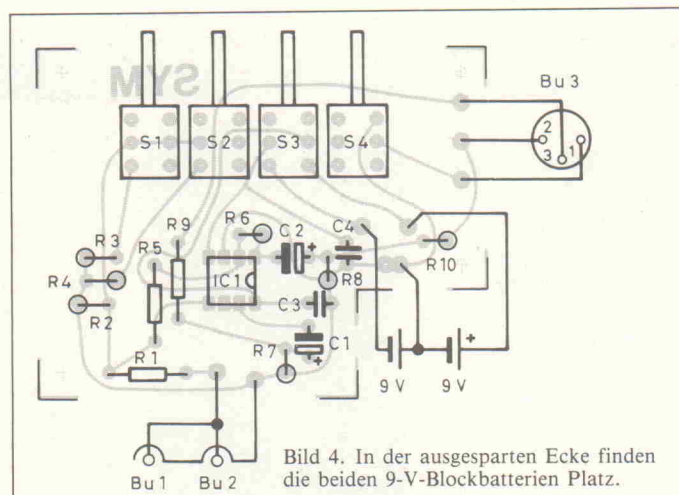 SYM
Bu 3
S1 S2 S3 S4
2
1
3
R6
C2 +
C4
R3
R9
R5
R4
IC1
R8
R10
R2
C3
C1
+
R7
R1
+
9 V 9 V
Bu 1 Bu 2
Bild 4. In der ausgesparten Ecke finden
die beiden 9-V-Blockbatterien Platz.